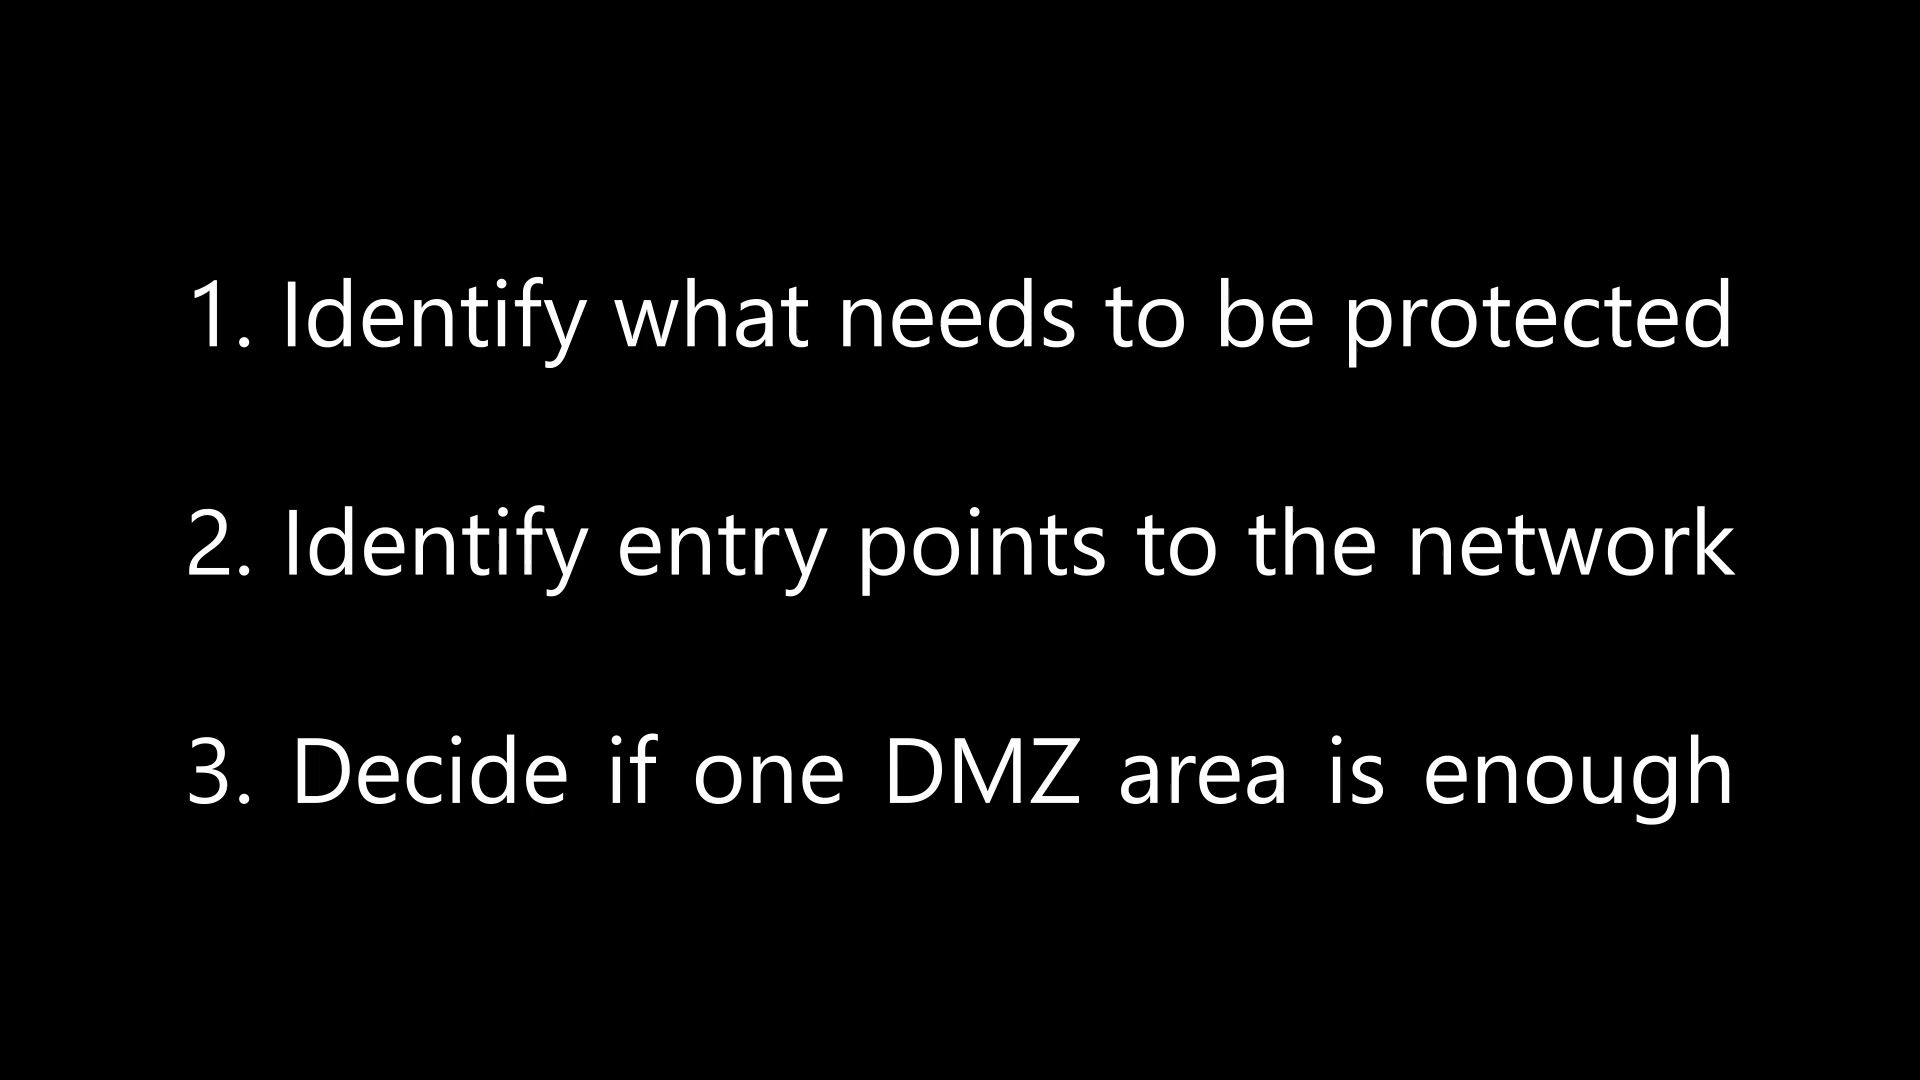 1. Identify what needs to be protected
2. Identify entry points to the network
3. Decide if one DMZ area is enough